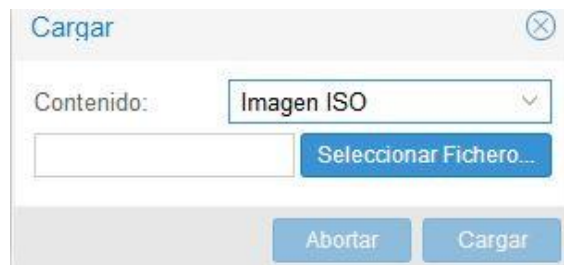 Cargar
Contenido: Imagen ISO
Seleccionar Fichero...
Abortar Cargar